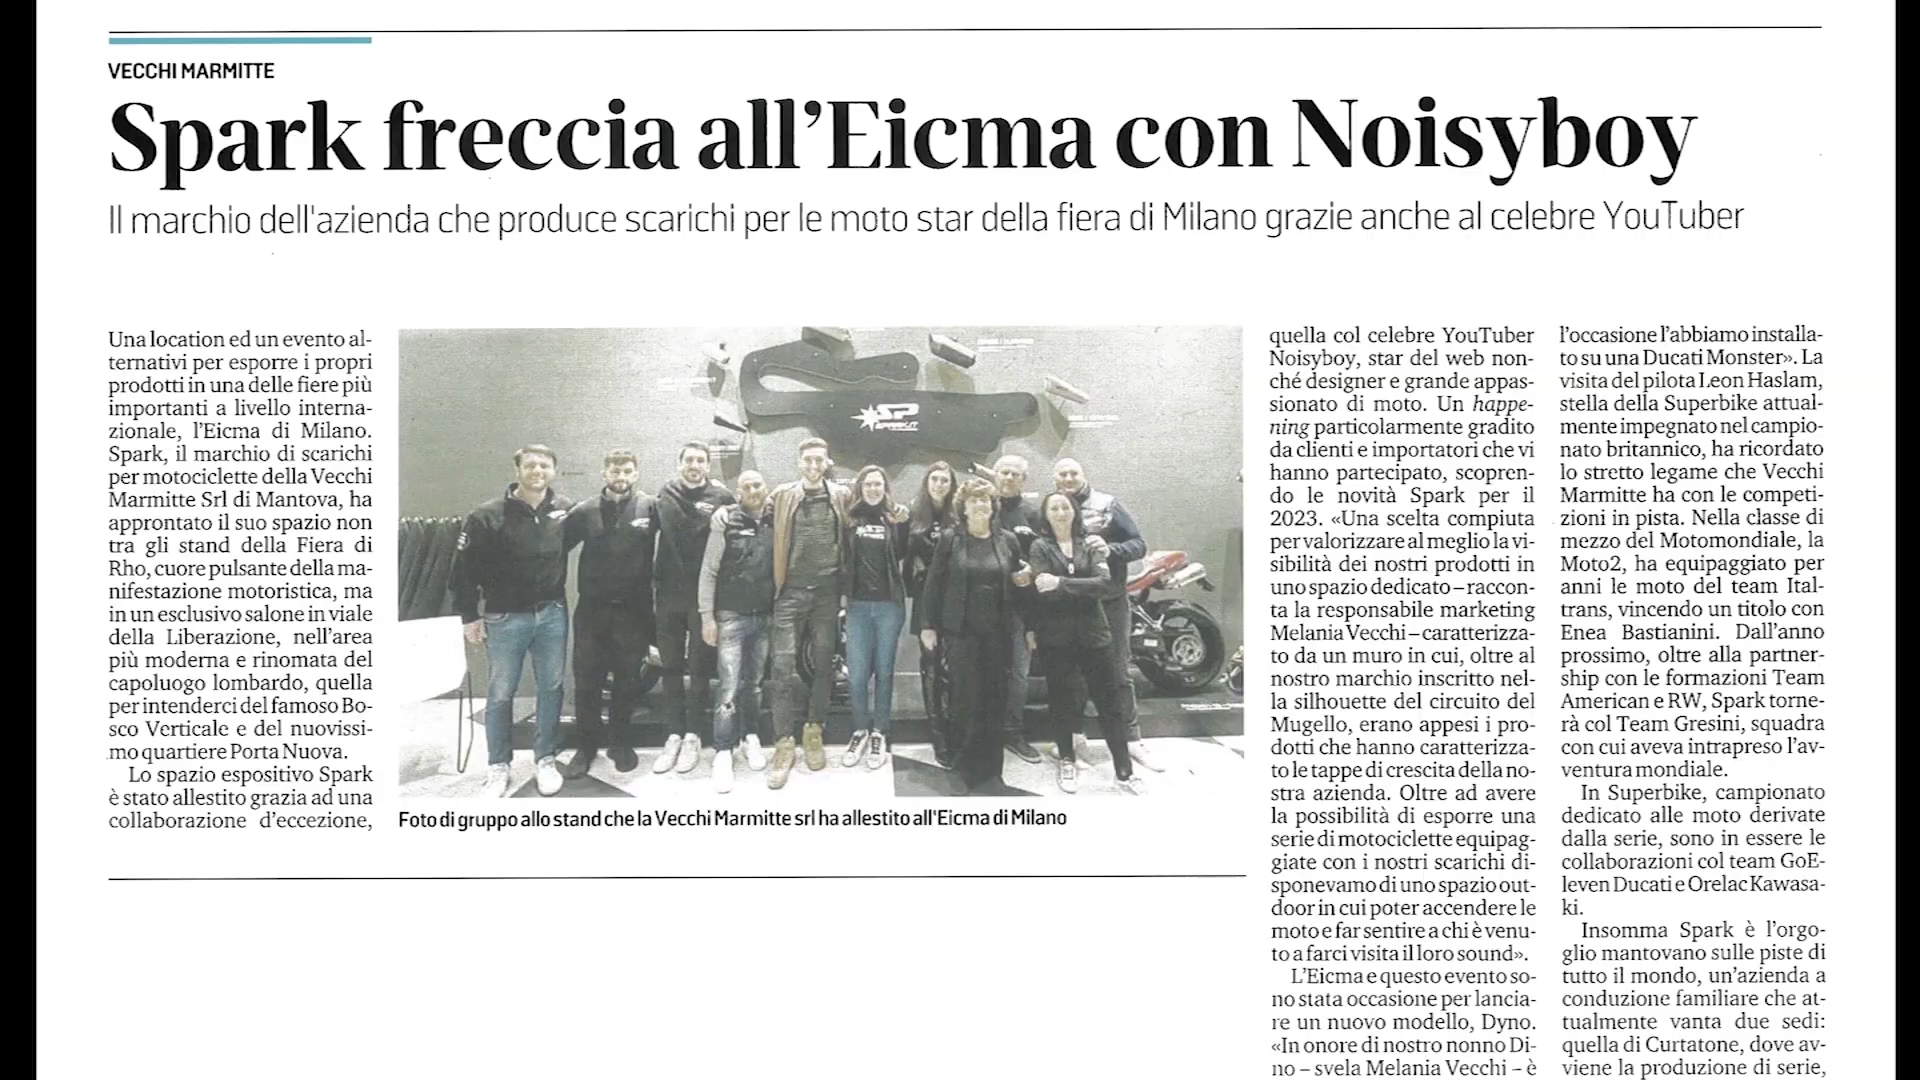 VECCHI MARMITTE
Spark freccia all'Eicma con Noisyboy
Il marchio dell'azienda che produce scarichi per le moto star della fiera di Milano grazie anche al celebre YouTuber
Una location ed un evento al-
ternativi per esporre i propri
prodotti in una delle fiere più
importanti a livello interna-
zionale, l'Eicma di Milano.
Spark, il marchio di scarichi
per motociclette della Vecchi
Marmitte Srl di Mantova, ha
approntato il suo spazio non
tra gli stand della Fiera di
Rho, cuore pulsante della ma-
nifestazione motoristica, ma
in un esclusivo salone in viale
della Liberazione, nell'area
più moderna e rinomata del
capoluogo lombardo, quella
per intenderci del famoso Bo-
sco Verticale e del nuovissi-
mo quartiere Porta Nuova.
Lo spazio espositivo Spark
è stato allestito grazia ad una
collaborazione d'eccezione,
SP
SPARK.IT
Foto di gruppo allo stand che la Vecchi Marmitte srl ha allestito all'Eicma di Milano
quella col celebre YouTuber
Noisyboy, star del web non-
ché designer e grande appas-
sionato di moto. Un happe-
ning particolarmente gradito
da clienti e importatori che vi
hanno partecipato, scopren-
do le novità Spark per il
2023. «Una scelta compiuta
per valorizzare al meglio la vi-
sibilità dei nostri prodotti in
uno spazio dedicato – raccon-
ta la responsabile marketing
Melania Vecchi – caratterizza-
to da un muro in cui, oltre al
nostro marchio inscritto nel-
la silhouette del circuito del
Mugello, erano appesi i pro-
dotti che hanno caratterizza-
to le tappe di crescita della no-
stra azienda. Oltre ad avere
la possibilità di esporre una
serie di motociclette equipag-
giate con i nostri scarichi di-
sponevamo di uno spazio out-
door in cui poter accendere le
moto e far sentire a chi è venu-
to a farci visita il loro sound».
L'Eicma e questo evento so-
no stata occasione per lancia-
re un nuovo modello, Dyno.
«In onore di nostro nonno Di-
no – svela Melania Vecchi – è
l'occasione l'abbiamo installa-
to su una Ducati Monster». La
visita del pilota Leon Haslam,
stella della Superbike attual-
mente impegnato nel campio-
nato britannico, ha ricordato
lo stretto legame che Vecchi
Marmitte ha con le competi-
zioni in pista. Nella classe di
mezzo del Motomondiale, la
Moto2, ha equipaggiato per
anni le moto del team Ital-
trans, vincendo un titolo con
Enea Bastianini. Dall'anno
prossimo, oltre alla partner-
ship con le formazioni Team
American e RW, Spark torne-
rà col Team Gresini, squadra
con cui aveva intrapreso l'av-
ventura mondiale.
In Superbike, campionato
dedicato alle moto derivate
dalla serie, sono in essere le
collaborazioni col team GoE-
leven Ducati e Orelac Kawasa-
ki.
Insomma Spark è l'orgo-
glio mantovano sulle piste di
tutto il mondo, un'azienda a
conduzione familiare che at-
tualmente vanta due sedi:
quella di Curtatone, dove av-
viene la produzione di serie,